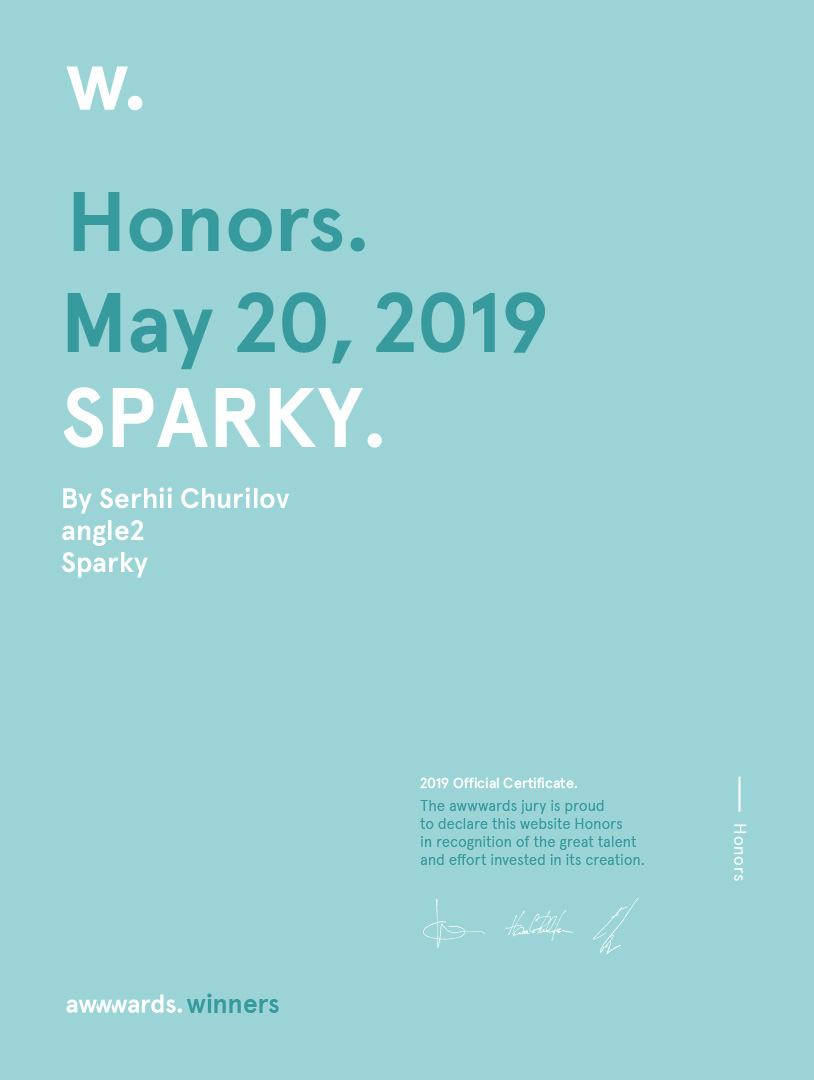 w.
Honors.
May 20, 2019
SPARKY.
By Serhii Churilov
angle2
Sparky
2019 Official Certificate.
The awwwards jury is proud
to declare this website Honors
in recognition of the great talent
and effort invested in its creation.
Honors
awwwards.winners